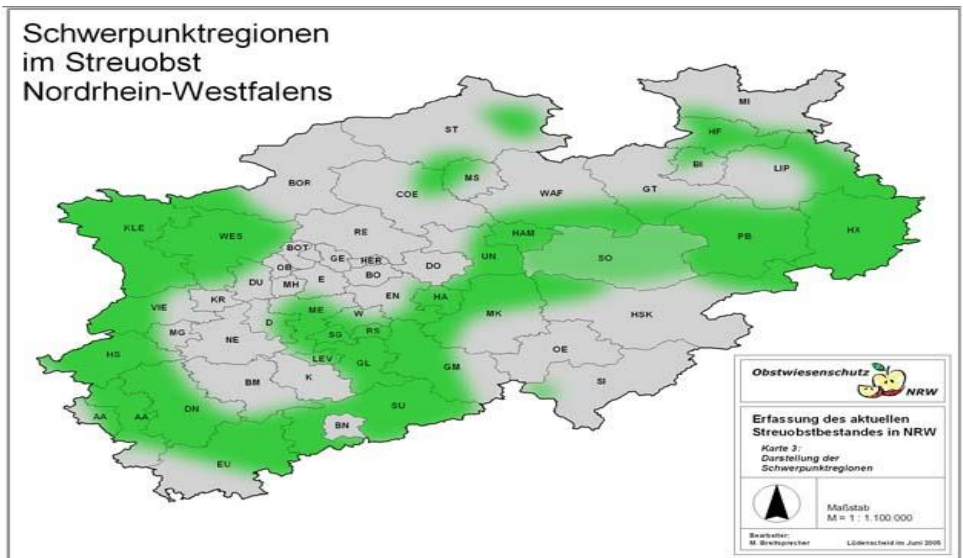 Schwerpunktregionen
im Streuobst
Nordrhein-Westfalens
MI
ST
HF
BI
LIP
MS
BOR
COE
WAF
GT
KLE
WES
RE
HAM
PB
HX
BOT
GE
HER
UN
SO
OB
DO
DU
MH
E
BO
VIE
KR
EN
HA
ME
W
MK
HSK
MG
D
NE
SG
RS
HS
LEV
GL
GM
OE
BM
K
SI
AA
AA
DN
SU
BN
EU
Obstwiesenschutz
NRW
Erfassung des aktuellen
Streuobstbestandes in NRW
Karte 3:
Darstellung der
Schwerpunktregionen
Maßstab
M = 1 : 1.100.000
Bearbeiter:
M. Breitsprecher
Lüdenscheid im Juni 2005